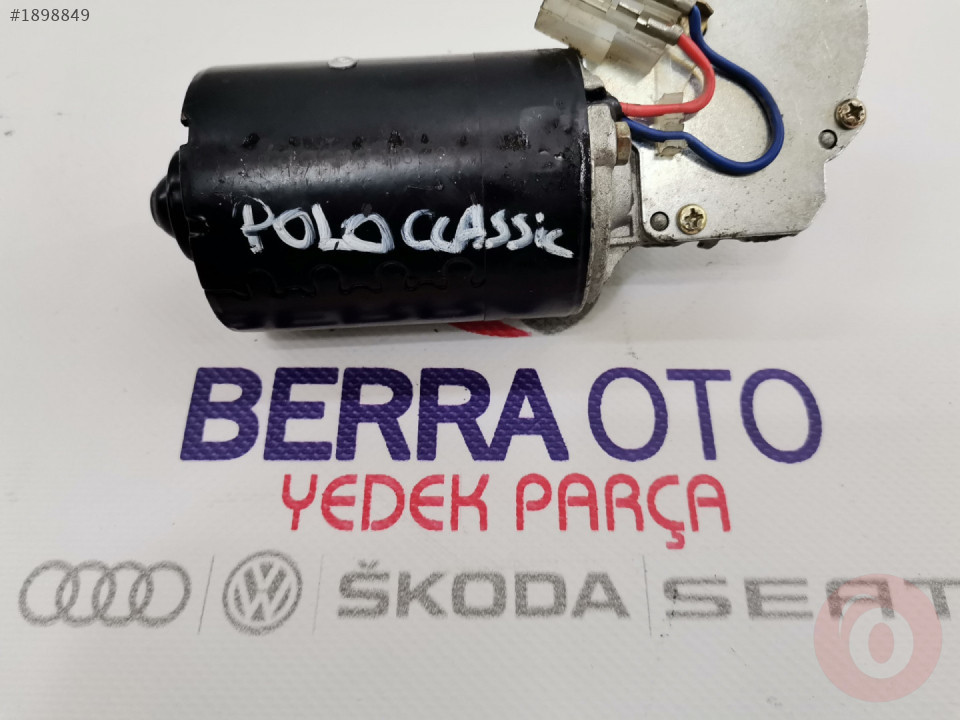 #1898849
POLO CLASSiC
BERRA OTO
YEDEK PARÇA
ŠKODA SEAT